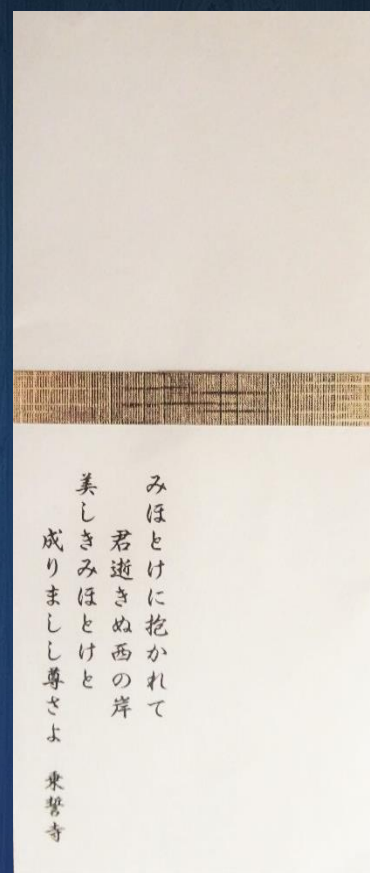 みほとけに抱かれて
君逝きぬ西の岸
美しきみほとけと
成りましし尊さよ 乗誓寺